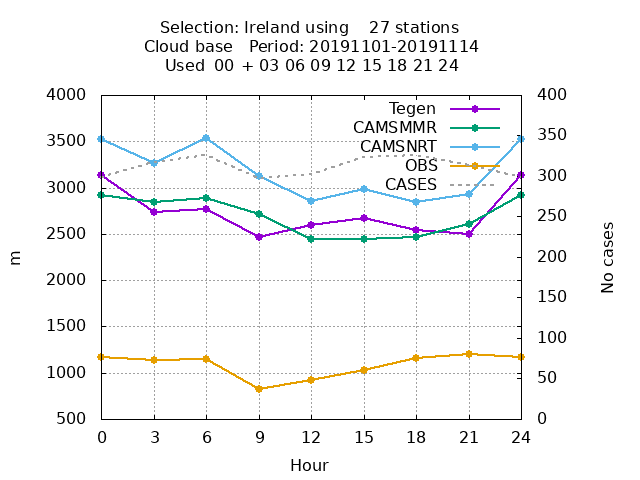 Selection: Ireland using    27 stations
Cloud base   Period: 20191101-20191114
Used  00 + 03 06 09 12 15 18 21 24
4000
3500
3000
2500
2000
1500
1000
500
m
Tegen
CAMSMMR
CAMSNRT
OBS
CASES
400
350
300
250
200
150
100
50
0
No cases
0 3 6 9 12 15 18 21 24
Hour